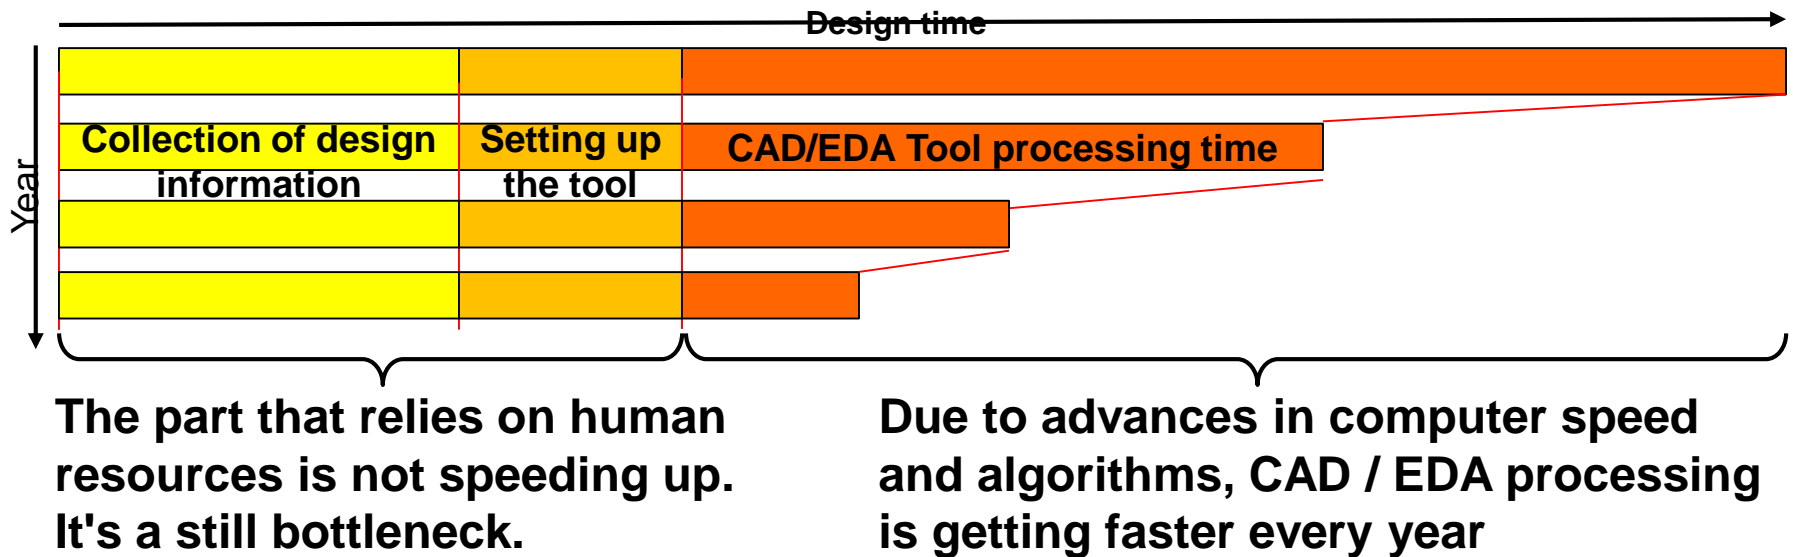 Design time
Year
Collection of design
information
Setting up
the tool
CAD/EDA Tool processing time
The part that relies on human
resources is not speeding up.
It's a still bottleneck.
Due to advances in computer speed
and algorithms, CAD / EDA processing
is getting faster every year